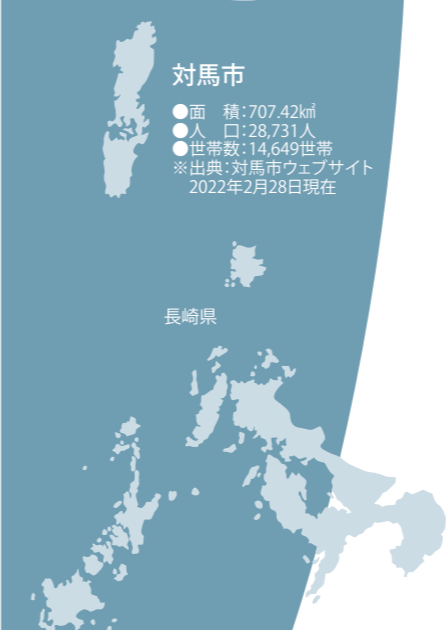 対馬市
●面　積：707.42㎢
●人　口：28,731人
●世帯数：14,649世帯
※出典：対馬市ウェブサイト
2022年2月28日現在
長崎県